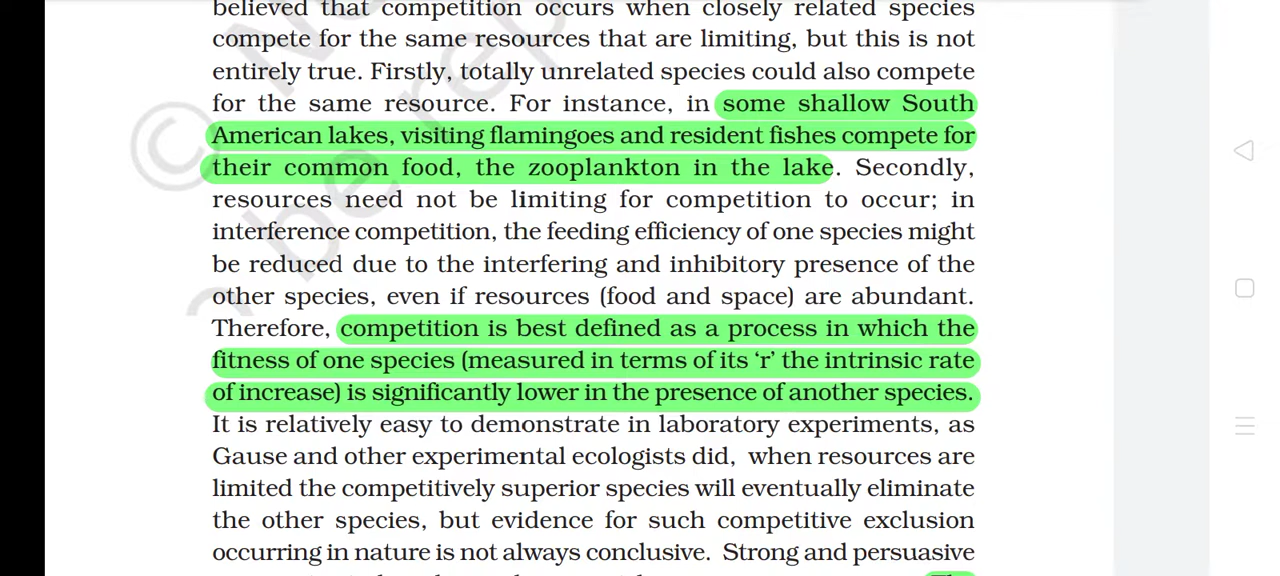 believed that competition occurs when closely related species
compete for the same resources that are limiting, but this is not
entirely true. Firstly, totally unrelated species could also compete
for the same resource. For instance, in some shallow South
American lakes, visiting flamingoes and resident fishes compete for
their common food, the zooplankton in the lake. Secondly,
resources need not be limiting for competition to occur; in
interference competition, the feeding efficiency of one species might
be reduced due to the interfering and inhibitory presence of the
other species, even if resources (food and space) are abundant.
Therefore, competition is best defined as a process in which the
fitness of one species (measured in terms of its ‘r’ the intrinsic rate
of increase) is significantly lower in the presence of another species.
It is relatively easy to demonstrate in laboratory experiments, as
Gause and other experimental ecologists did, when resources are
limited the competitively superior species will eventually eliminate
the other species, but evidence for such competitive exclusion
occurring in nature is not always conclusive. Strong and persuasive